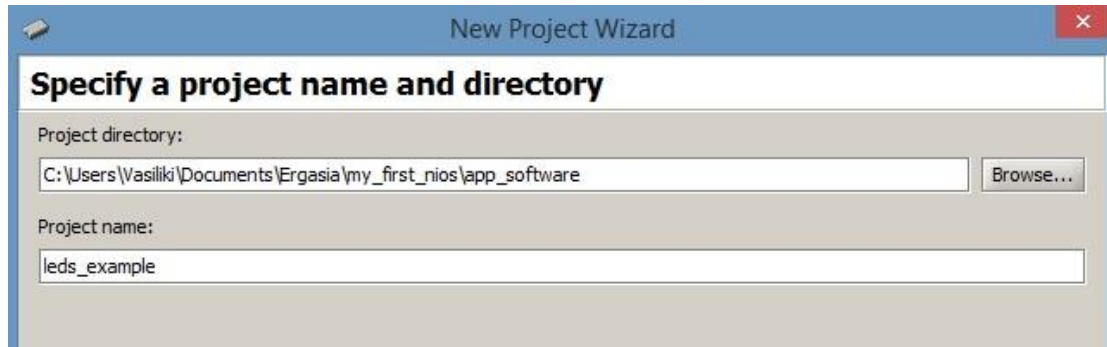 New Project Wizard
Specify a project name and directory
Project directory:
C:\Users\Vasiliki\Documents\Ergasia\my_first_nios\app_software
Browse...
Project name:
leds_example